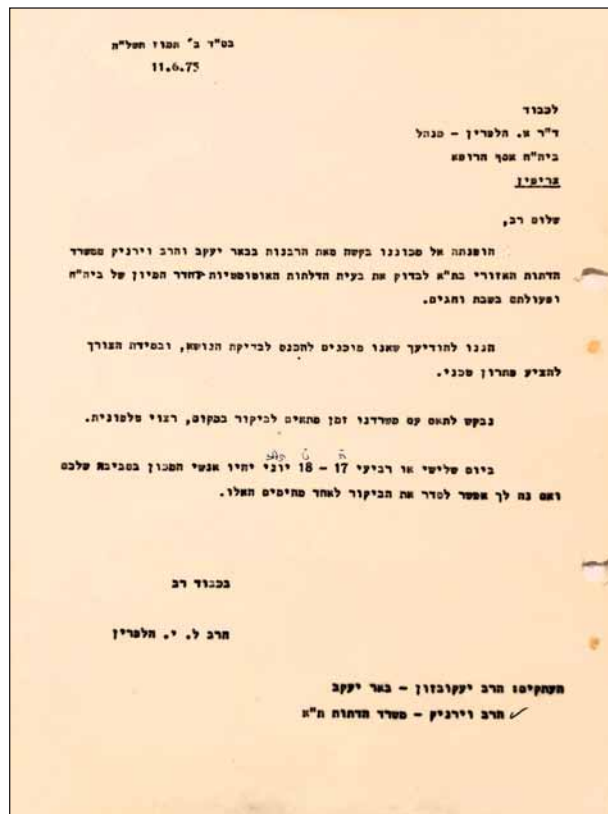 בס"ד ב' תמוז תשל"ה
11.6.75
לכבוד
ד"ר א. הלפרין - מנהל
ביה"ח אסף הרופא
צריפין
שלום רב,
הופנתה אל מכוננו בקשה מאת הרבנות בבאר יעקב והרב וירניק ממשרד
הדתות האזורי בת"א לבדוק את בעית הדלתות האוטומטיות לחדר המיון של ביה"ח
ופעולתם בשבת וחגים.
הננו להודיעך שאנו מוכנים להכנס לבדיקת הנושא, ובמידת הצורך
להציע פתרון טכני.
נבקש לתאם עם משרדנו זמן מתאים לביקור במקום, רצוי טלפונית.
ח ט תמוז
ביום שלישי או רביעי 17 - 18 יוני יהיו אנשי המכון בסביבה שלכם
ואם נח לך אפשר לסדר את הביקור לאחד מהימים האלו.
בכבוד רב
הרב ל. י. הלפרין
העתקים: הרב יעקובזון - באר יעקב
הרב וירניק - משרד הדתות ת"א